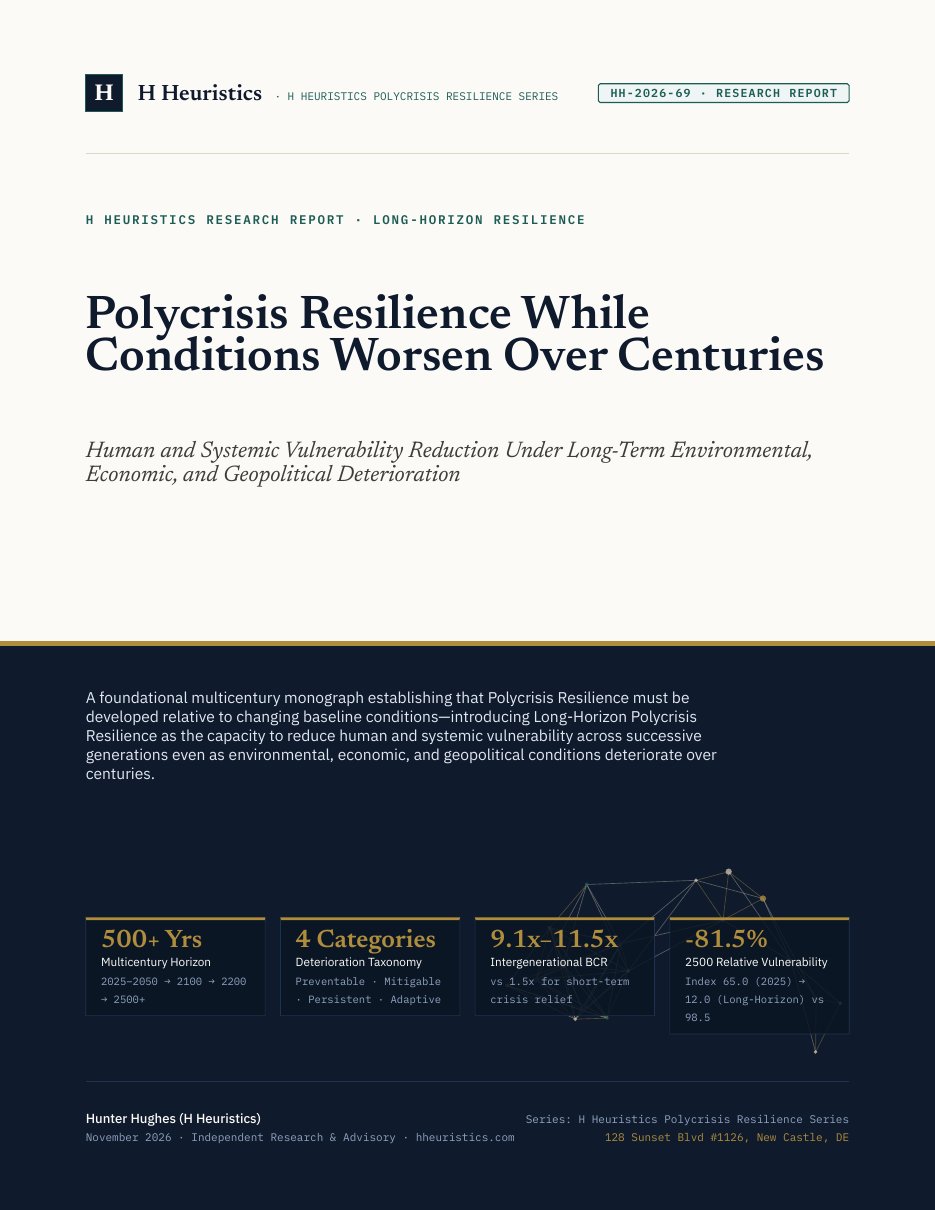 H
H Heuristics · H HEURISTICS POLYCRISIS RESILIENCE SERIES
HH-2026-69 · RESEARCH REPORT
H HEURISTICS RESEARCH REPORT · LONG-HORIZON RESILIENCE
Polycrisis Resilience While
Conditions Worsen Over Centuries
Human and Systemic Vulnerability Reduction Under Long-Term Environmental,
Economic, and Geopolitical Deterioration
A foundational multicentury monograph establishing that Polycrisis Resilience must be
developed relative to changing baseline conditions—introducing Long-Horizon Polycrisis
Resilience as the capacity to reduce human and systemic vulnerability across successive
generations even as environmental, economic, and geopolitical conditions deteriorate over
centuries.
500+ Yrs
Multicentury Horizon
2025–2050 → 2100 → 2200
→ 2500+
4 Categories
Deterioration Taxonomy
Preventable · Mitigable
· Persistent · Adaptive
9.1x–11.5x
Intergenerational BCR
vs 1.5x for short-term
crisis relief
-81.5%
2500 Relative Vulnerability
Index 65.0 (2025) →
12.0 (Long-Horizon) vs
98.5
Hunter Hughes (H Heuristics)
November 2026 · Independent Research & Advisory · hheuristics.com
Series: H Heuristics Polycrisis Resilience Series
128 Sunset Blvd #1126, New Castle, DE